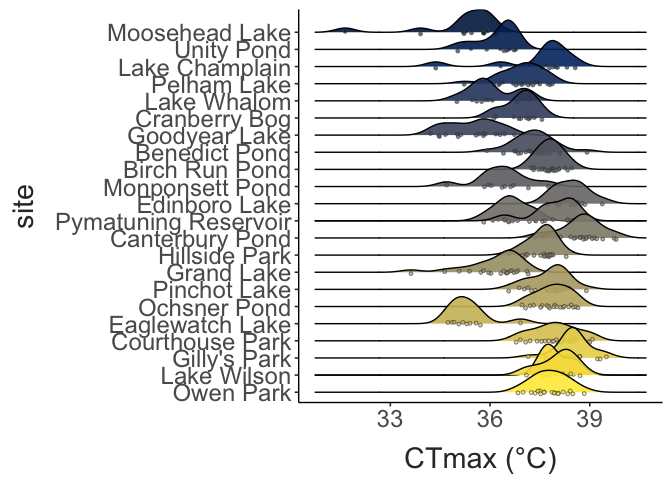 Moosehead Lake
Unity Pond
Lake Champlain
Pelham Lake
Lake Whalom
Cranberry Bog
Goodyear Lake
Benedict Pond
Birch Run Pond
Monponsett Pond
Edinboro Lake
Pymatuning Reservoir
Canterbury Pond
Hillside Park
Grand Lake
Pinchot Lake
Ochsner Pond
Eaglewatch Lake
Courthouse Park
Gilly's Park
Lake Wilson
Owen Park
site
33 36 39
CTmax (°C)